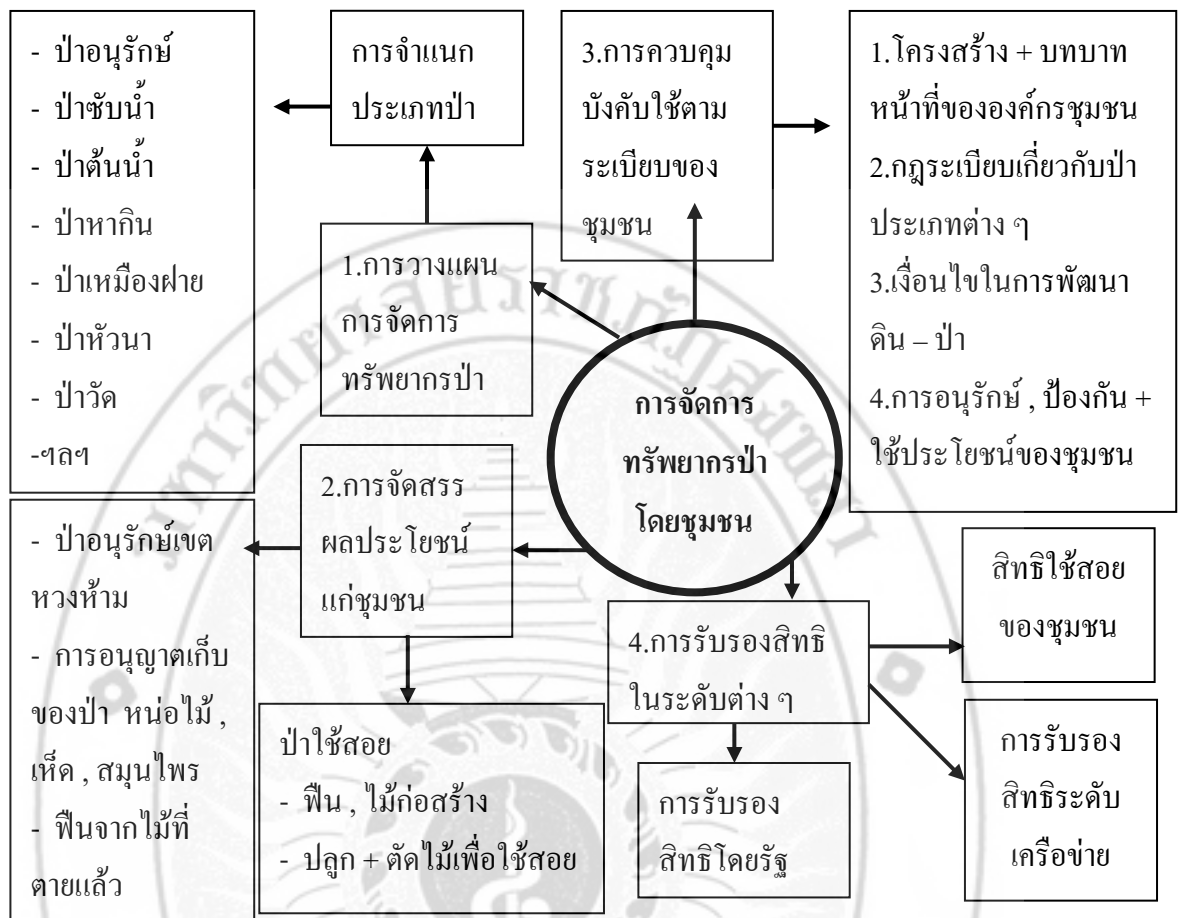 - ป่าอนุรักษ์
- ป่าซับน้ำ
- ป่าต้นน้ำ
- ป่าหากิน
- ป่าเหมืองฝาย
- ป่าหัวนา
- ป่าวัด
-ฯลฯ
การจำแนก
ประเภทป่า
3.การควบคุม
บังคับใช้ตาม
ระเบียบของ
ชุมชน
1.โครงสร้าง + บทบาท
หน้าที่ขององค์กรชุมชน
2.กฎระเบียบเกี่ยวกับป่า
ประเภทต่าง ๆ
3.เงื่อนไขในการพัฒนา
ดิน – ป่า
4.การอนุรักษ์ , ป้องกัน +
ใช้ประโยชน์ของชุมชน
1.การวางแผน
การจัดการ
ทรัพยากรป่า
การจัดการ
ทรัพยากรป่า
โดยชุมชน
2.การจัดสรร
ผลประโยชน์
แก่ชุมชน
- ป่าอนุรักษ์เขต
หวงห้าม
- การอนุญาตเก็บ
ของป่า หน่อไม้ ,
เห็ด , สมุนไพร
- ฟืนจากไม้ที่
ตายแล้ว
ป่าใช้สอย
- ฟืน , ไม้ก่อสร้าง
- ปลูก + ตัดไม้เพื่อใช้สอย
4.การรับรองสิทธิ
ในระดับต่าง ๆ
สิทธิใช้สอย
ของชุมชน
การรับรอง
สิทธิระดับ
เครือข่าย
การรับรอง
สิทธิโดยรัฐ